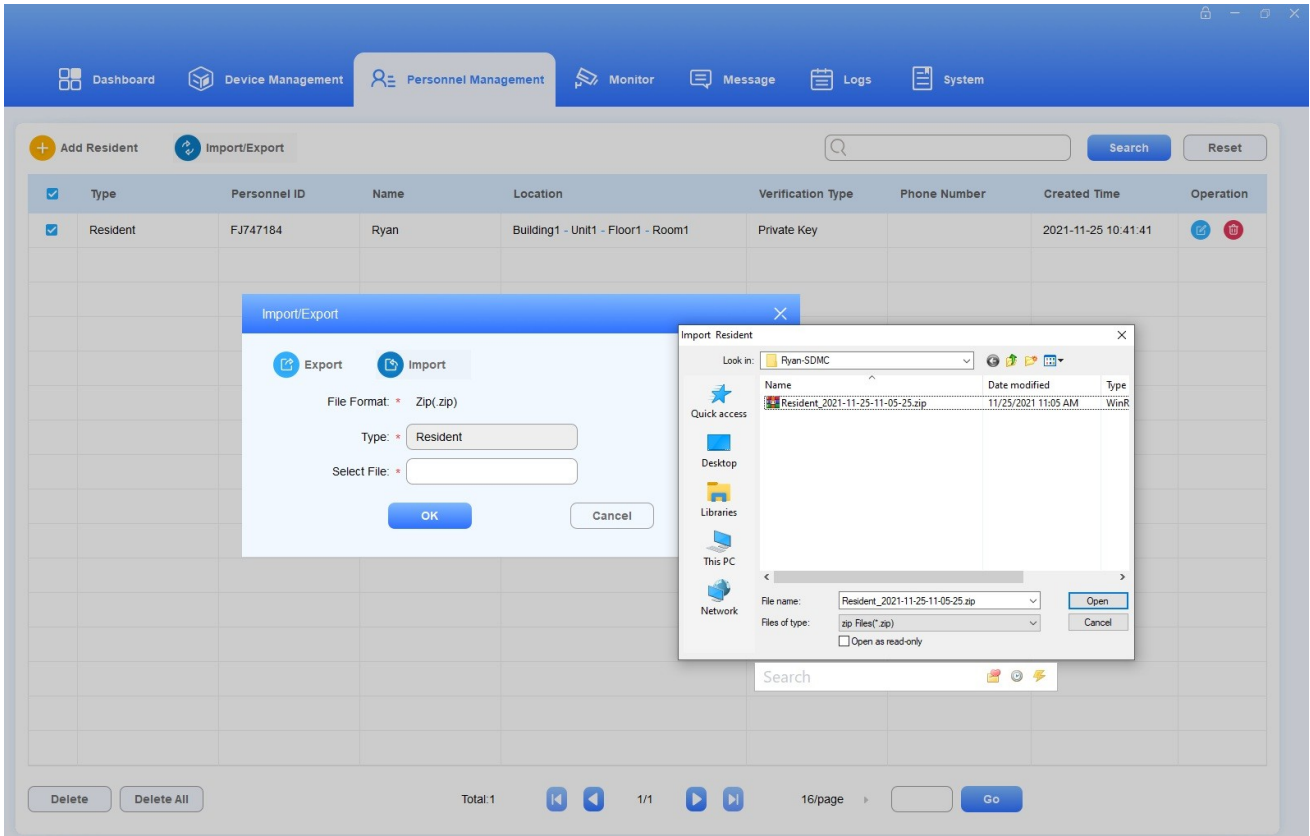 Dashboard Device Management Personnel Management Monitor Message Logs System
Add Resident Import/Export Search Reset
Type Personnel ID Name Location Verification Type Phone Number Created Time Operation
Resident FJ747184 Ryan Building1 - Unit1 - Floor1 - Room1 Private Key 2021-11-25 10:41:41
Import/Export
Export Import
File Format: * Zip(.zip)
Type: * Resident
Select File: *
OK Cancel
Import Resident
Look in: Ryan-SDMC
Name Date modified Type
Resident_2021-11-25-11-05-25.zip 11/25/2021 11:05 AM WinR
Quick access
Desktop
Libraries
This PC
Network
File name: Resident_2021-11-25-11-05-25.zip Open
Files of type: zip Files(*.zip) Cancel
Open as read-only
Search
Delete Delete All Total:1 1/1 16/page Go